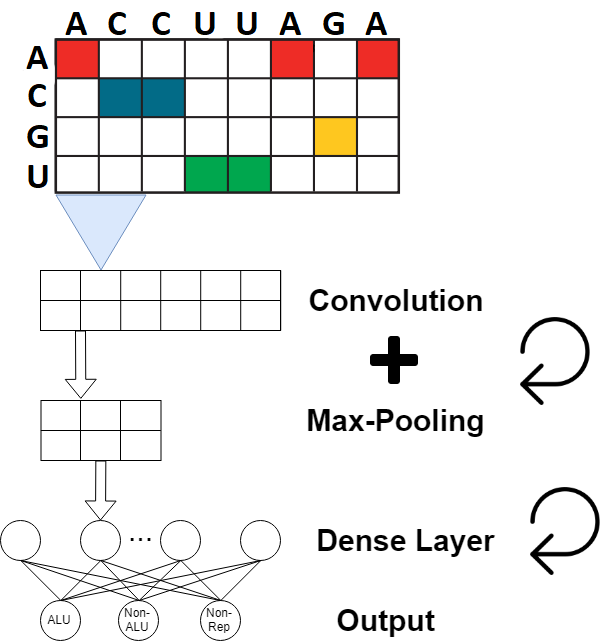 A C C U U A G A
A
C
G
U
Convolution
Max-Pooling
...
Dense Layer
ALU
Non-
ALU
Non-
Rep
Output